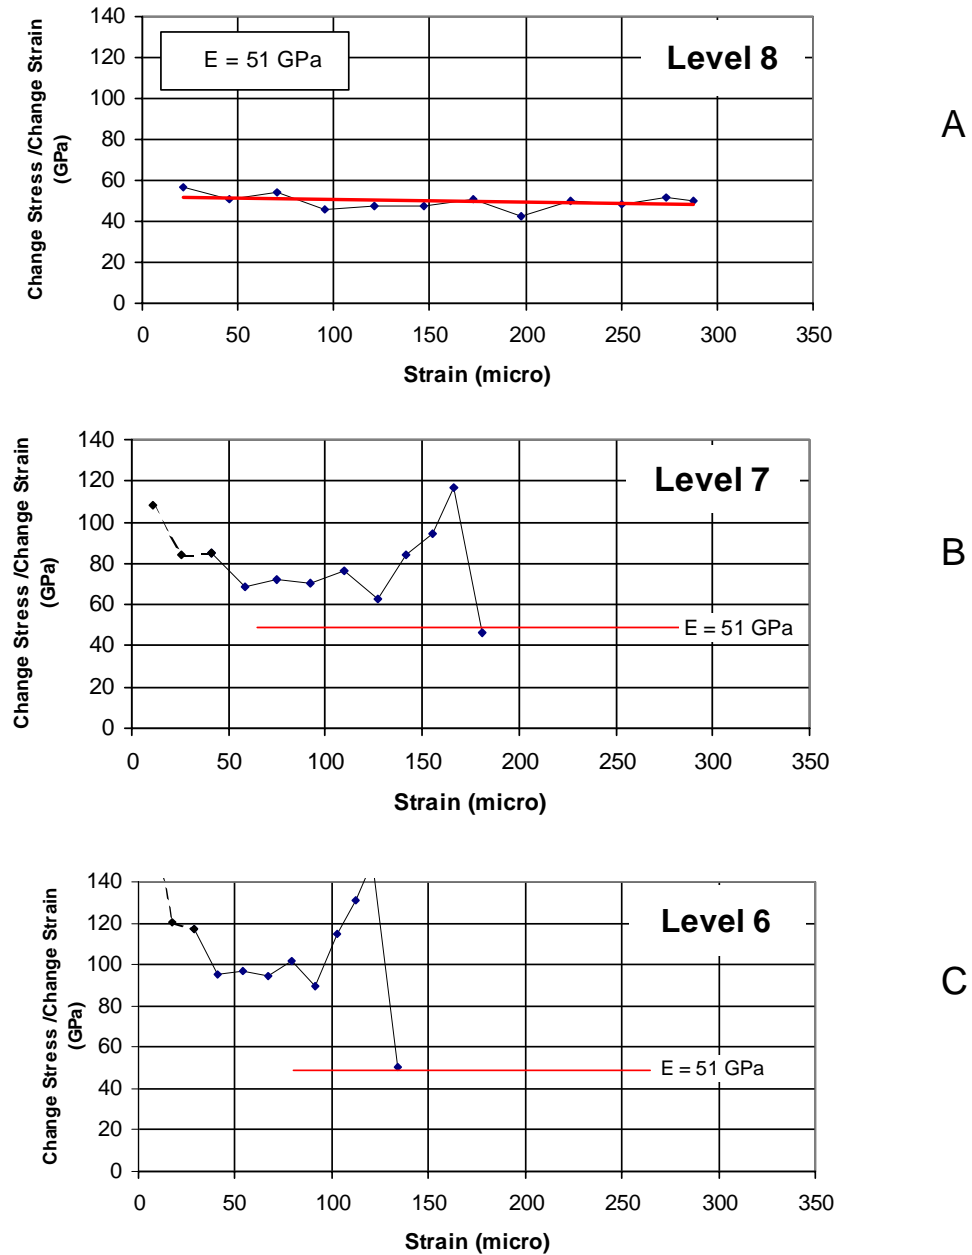 140
120
100
80
60
40
20
0
Change Stress /Change Strain
(GPa)
E = 51 GPa
Level 8
A
0 50 100 150 200 250 300 350
Strain (micro)
140
120
100
80
60
40
20
0
Change Stress /Change Strain
(GPa)
Level 7
B
E = 51 GPa
0 50 100 150 200 250 300 350
Strain (micro)
140
120
100
80
60
40
20
0
Change Stress /Change Strain
(GPa)
Level 6
C
E = 51 GPa
0 50 100 150 200 250 300 350
Strain (micro)